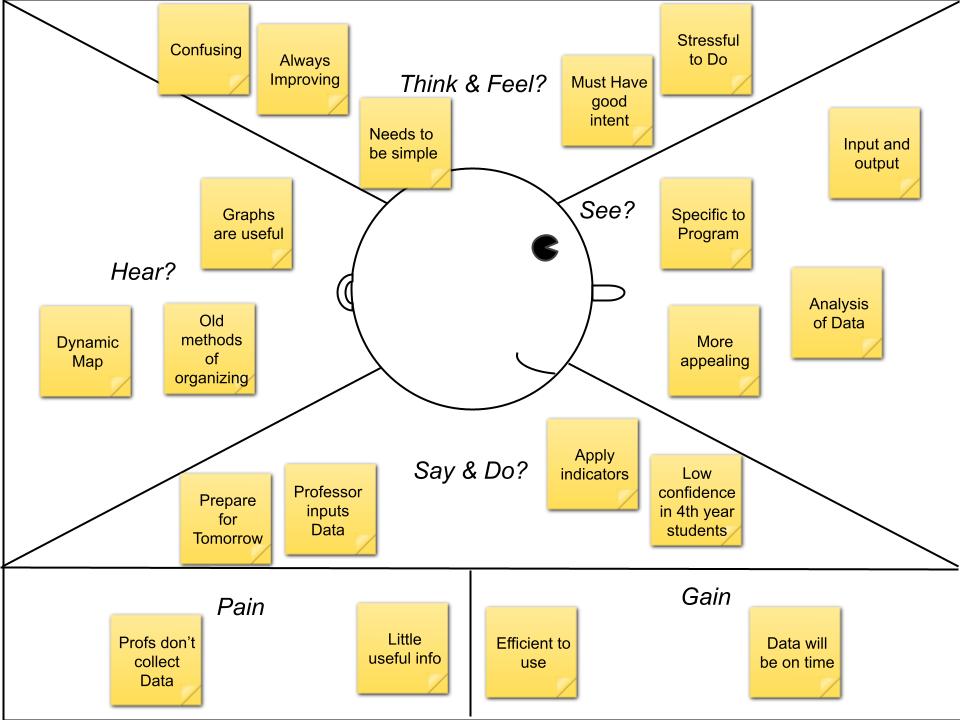 Confusing
Always
Improving
Think & Feel?
Needs to
be simple
Must Have
good
intent
Stressful
to Do
Input and
output
See?
Specific to
Program
Analysis
of Data
More
appealing
Graphs
are useful
Hear?
Dynamic
Map
Old
methods
of
organizing
Say & Do?
Prepare
for
Tomorrow
Professor
inputs
Data
Apply
indicators
Low
confidence
in 4th year
students
Pain
Profs don't
collect
Data
Little
useful info
Gain
Efficient to
use
Data will
be on time